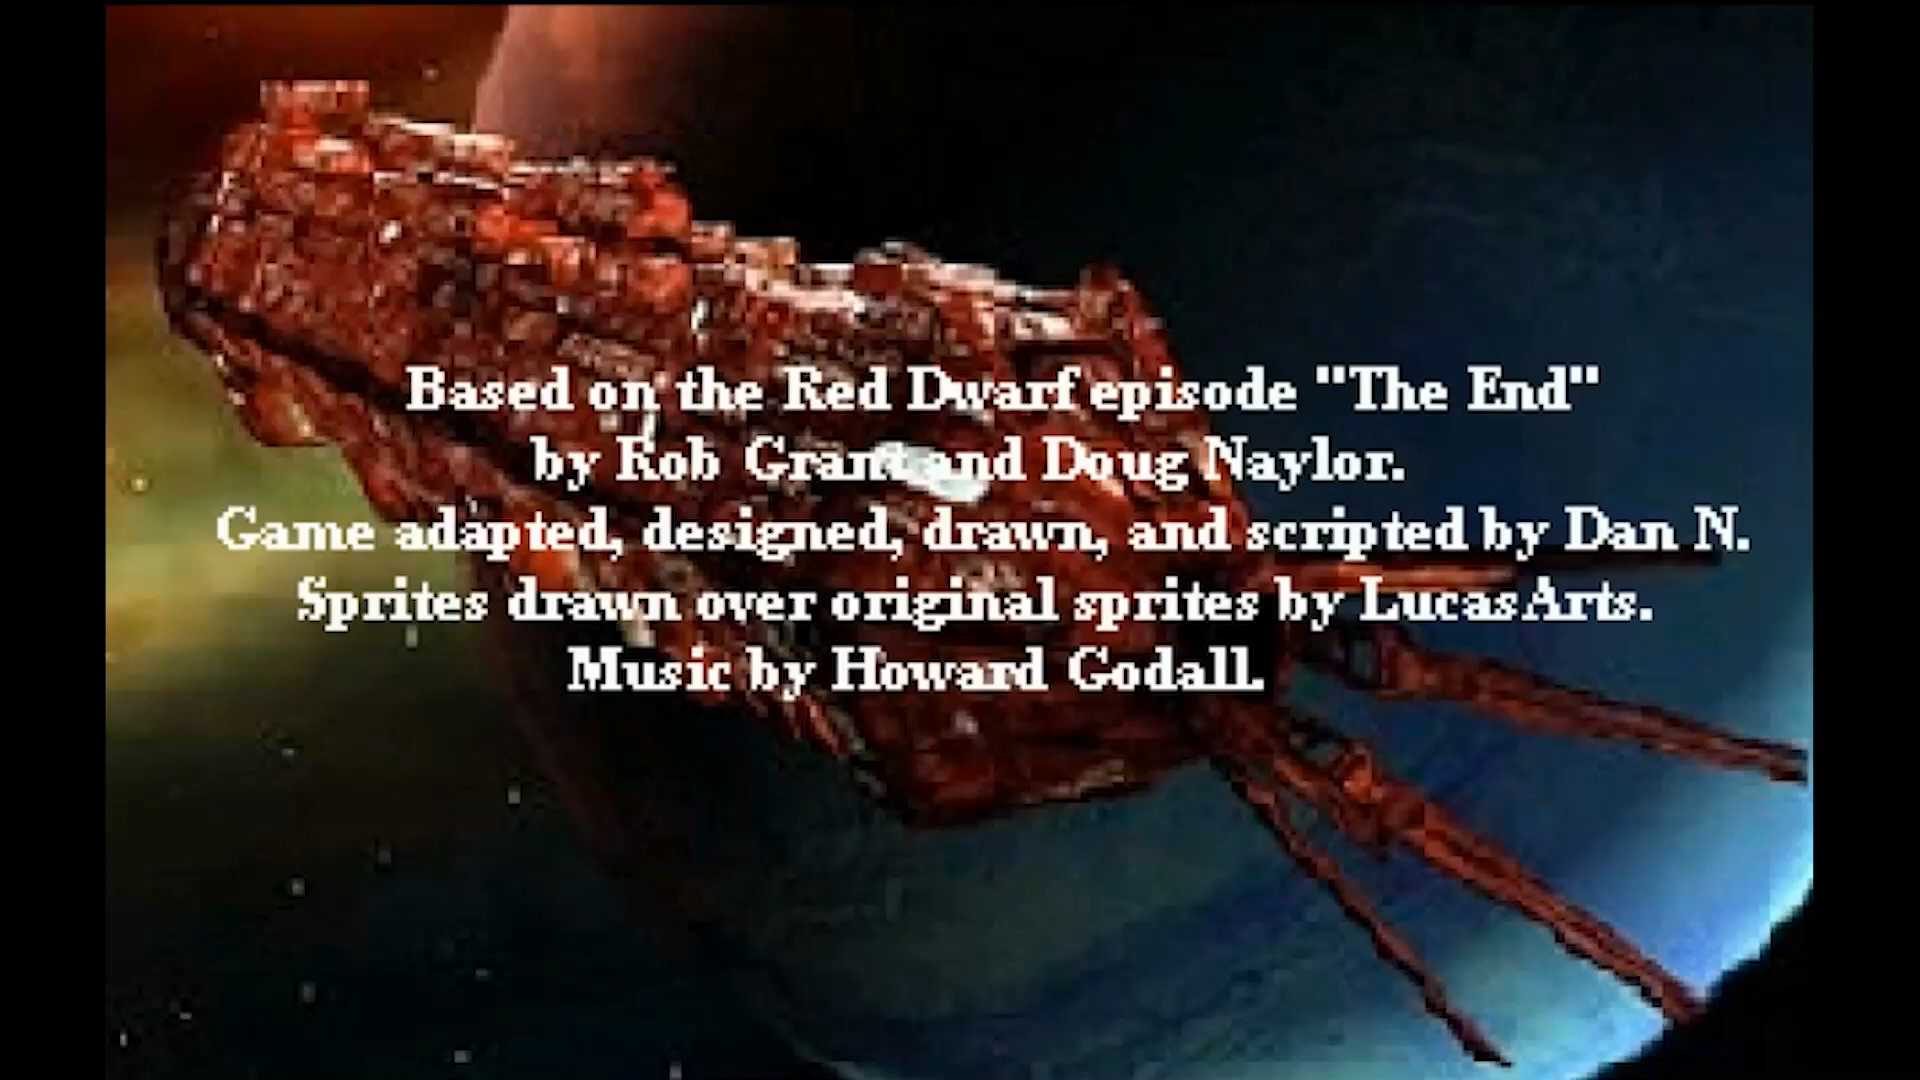 Based on the Red Dwarf episode "The End"
by Rob Grant and Doug Naylor.
Game adapted, designed, drawn, and scripted by Dan N.
Sprites drawn over original sprites by LucasArts.
Music by Howard Godall.